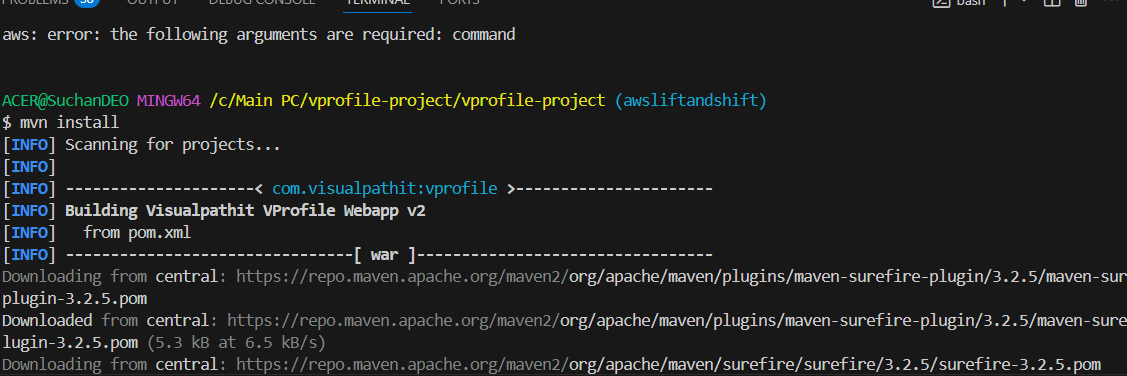 PROBLEMS OUTPUT DEBUG CONSOLE TERMINAL PORTS bash
aws: error: the following arguments are required: command
ACER@SuchanDEO MINGW64 /c/Main PC/vprofile-project/vprofile-project (awsliftandshift)
$ mvn install
[INFO] Scanning for projects...
[INFO]
[INFO] ---------------------< com.visualpathit:vprofile >----------------------
[INFO] Building Visualpathit VProfile Webapp v2
[INFO]   from pom.xml
[INFO] --------------------------------[ war ]---------------------------------
Downloading from central: https://repo.maven.apache.org/maven2/org/apache/maven/plugins/maven-surefire-plugin/3.2.5/maven-sur
plugin-3.2.5.pom
Downloaded from central: https://repo.maven.apache.org/maven2/org/apache/maven/plugins/maven-surefire-plugin/3.2.5/maven-sure
lugin-3.2.5.pom (5.3 kB at 6.5 kB/s)
Downloading from central: https://repo.maven.apache.org/maven2/org/apache/maven/surefire/surefire/3.2.5/surefire-3.2.5.pom